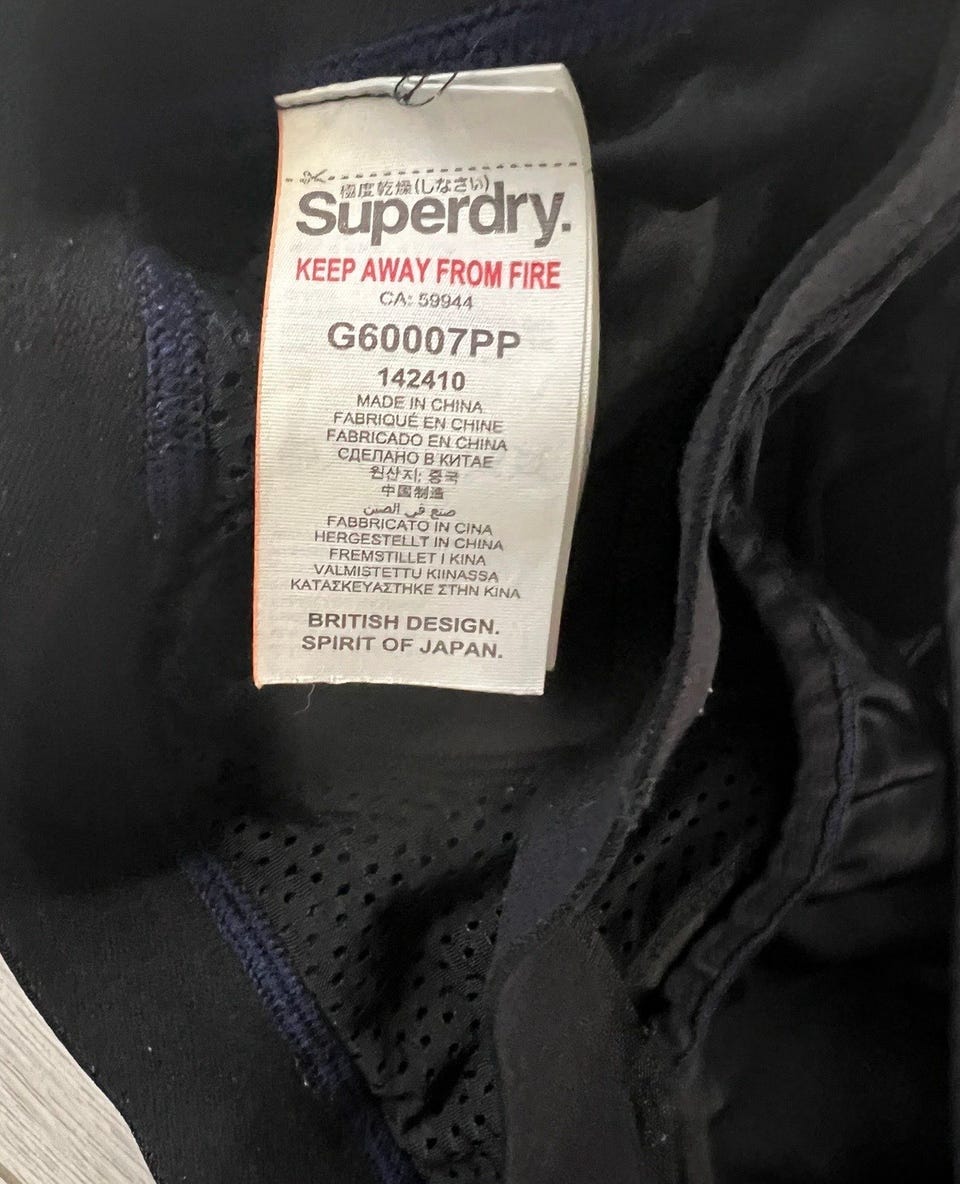 極度乾燥(しなさい)
Superdry.
KEEP AWAY FROM FIRE
CA: 59944
G60007PP
142410
MADE IN CHINA
FABRIQUÉ EN CHINE
FABRICADO EN CHINA
СДЕЛАНО В КИТАЕ
원산지: 중국
中国制造
صنع في الصين
FABBRICATO IN CINA
HERGESTELLT IN CHINA
FREMSTILLET I KINA
VALMISTETTU KIINASSA
ΚΑΤΑΣΚΕΥΑΣΤΗΚΕ ΣΤΗΝ ΚΙΝΑ
BRITISH DESIGN.
SPIRIT OF JAPAN.